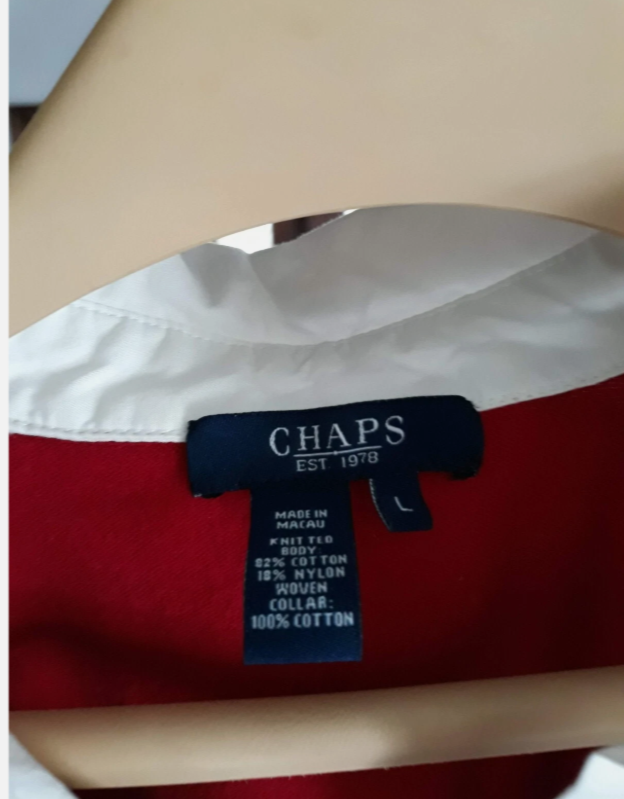 CHAPS
EST 1978
L
MADE IN
MACAU
KNITTED
BODY
82% COTTON
18% NYLON
WOVEN
COLLAR:
100% COTTON